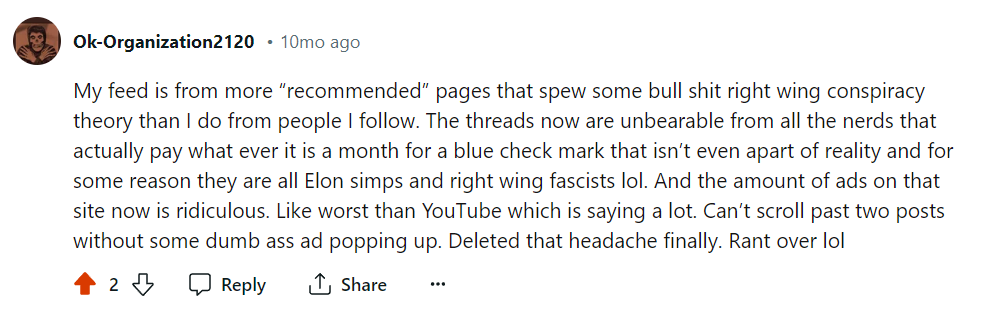 Ok-Organization2120 • 10mo ago
My feed is from more “recommended” pages that spew some bull shit right wing conspiracy
theory than I do from people I follow. The threads now are unbearable from all the nerds that
actually pay what ever it is a month for a blue check mark that isn’t even apart of reality and for
some reason they are all Elon simps and right wing fascists lol. And the amount of ads on that
site now is ridiculous. Like worst than YouTube which is saying a lot. Can’t scroll past two posts
without some dumb ass ad popping up. Deleted that headache finally. Rant over lol
2 Reply Share ···